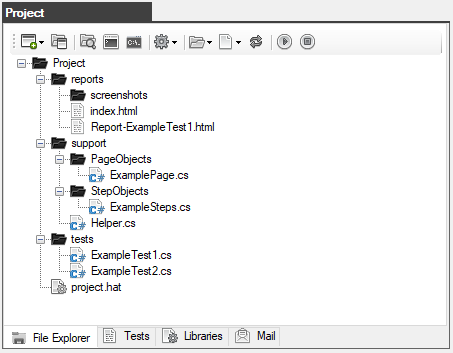 Project
Project
reports
screenshots
index.html
Report-ExampleTest1.html
support
PageObjects
C# ExamplePage.cs
StepObjects
C# ExampleSteps.cs
C# Helper.cs
tests
C# ExampleTest1.cs
C# ExampleTest2.cs
project.hat
File Explorer Tests Libraries Mail